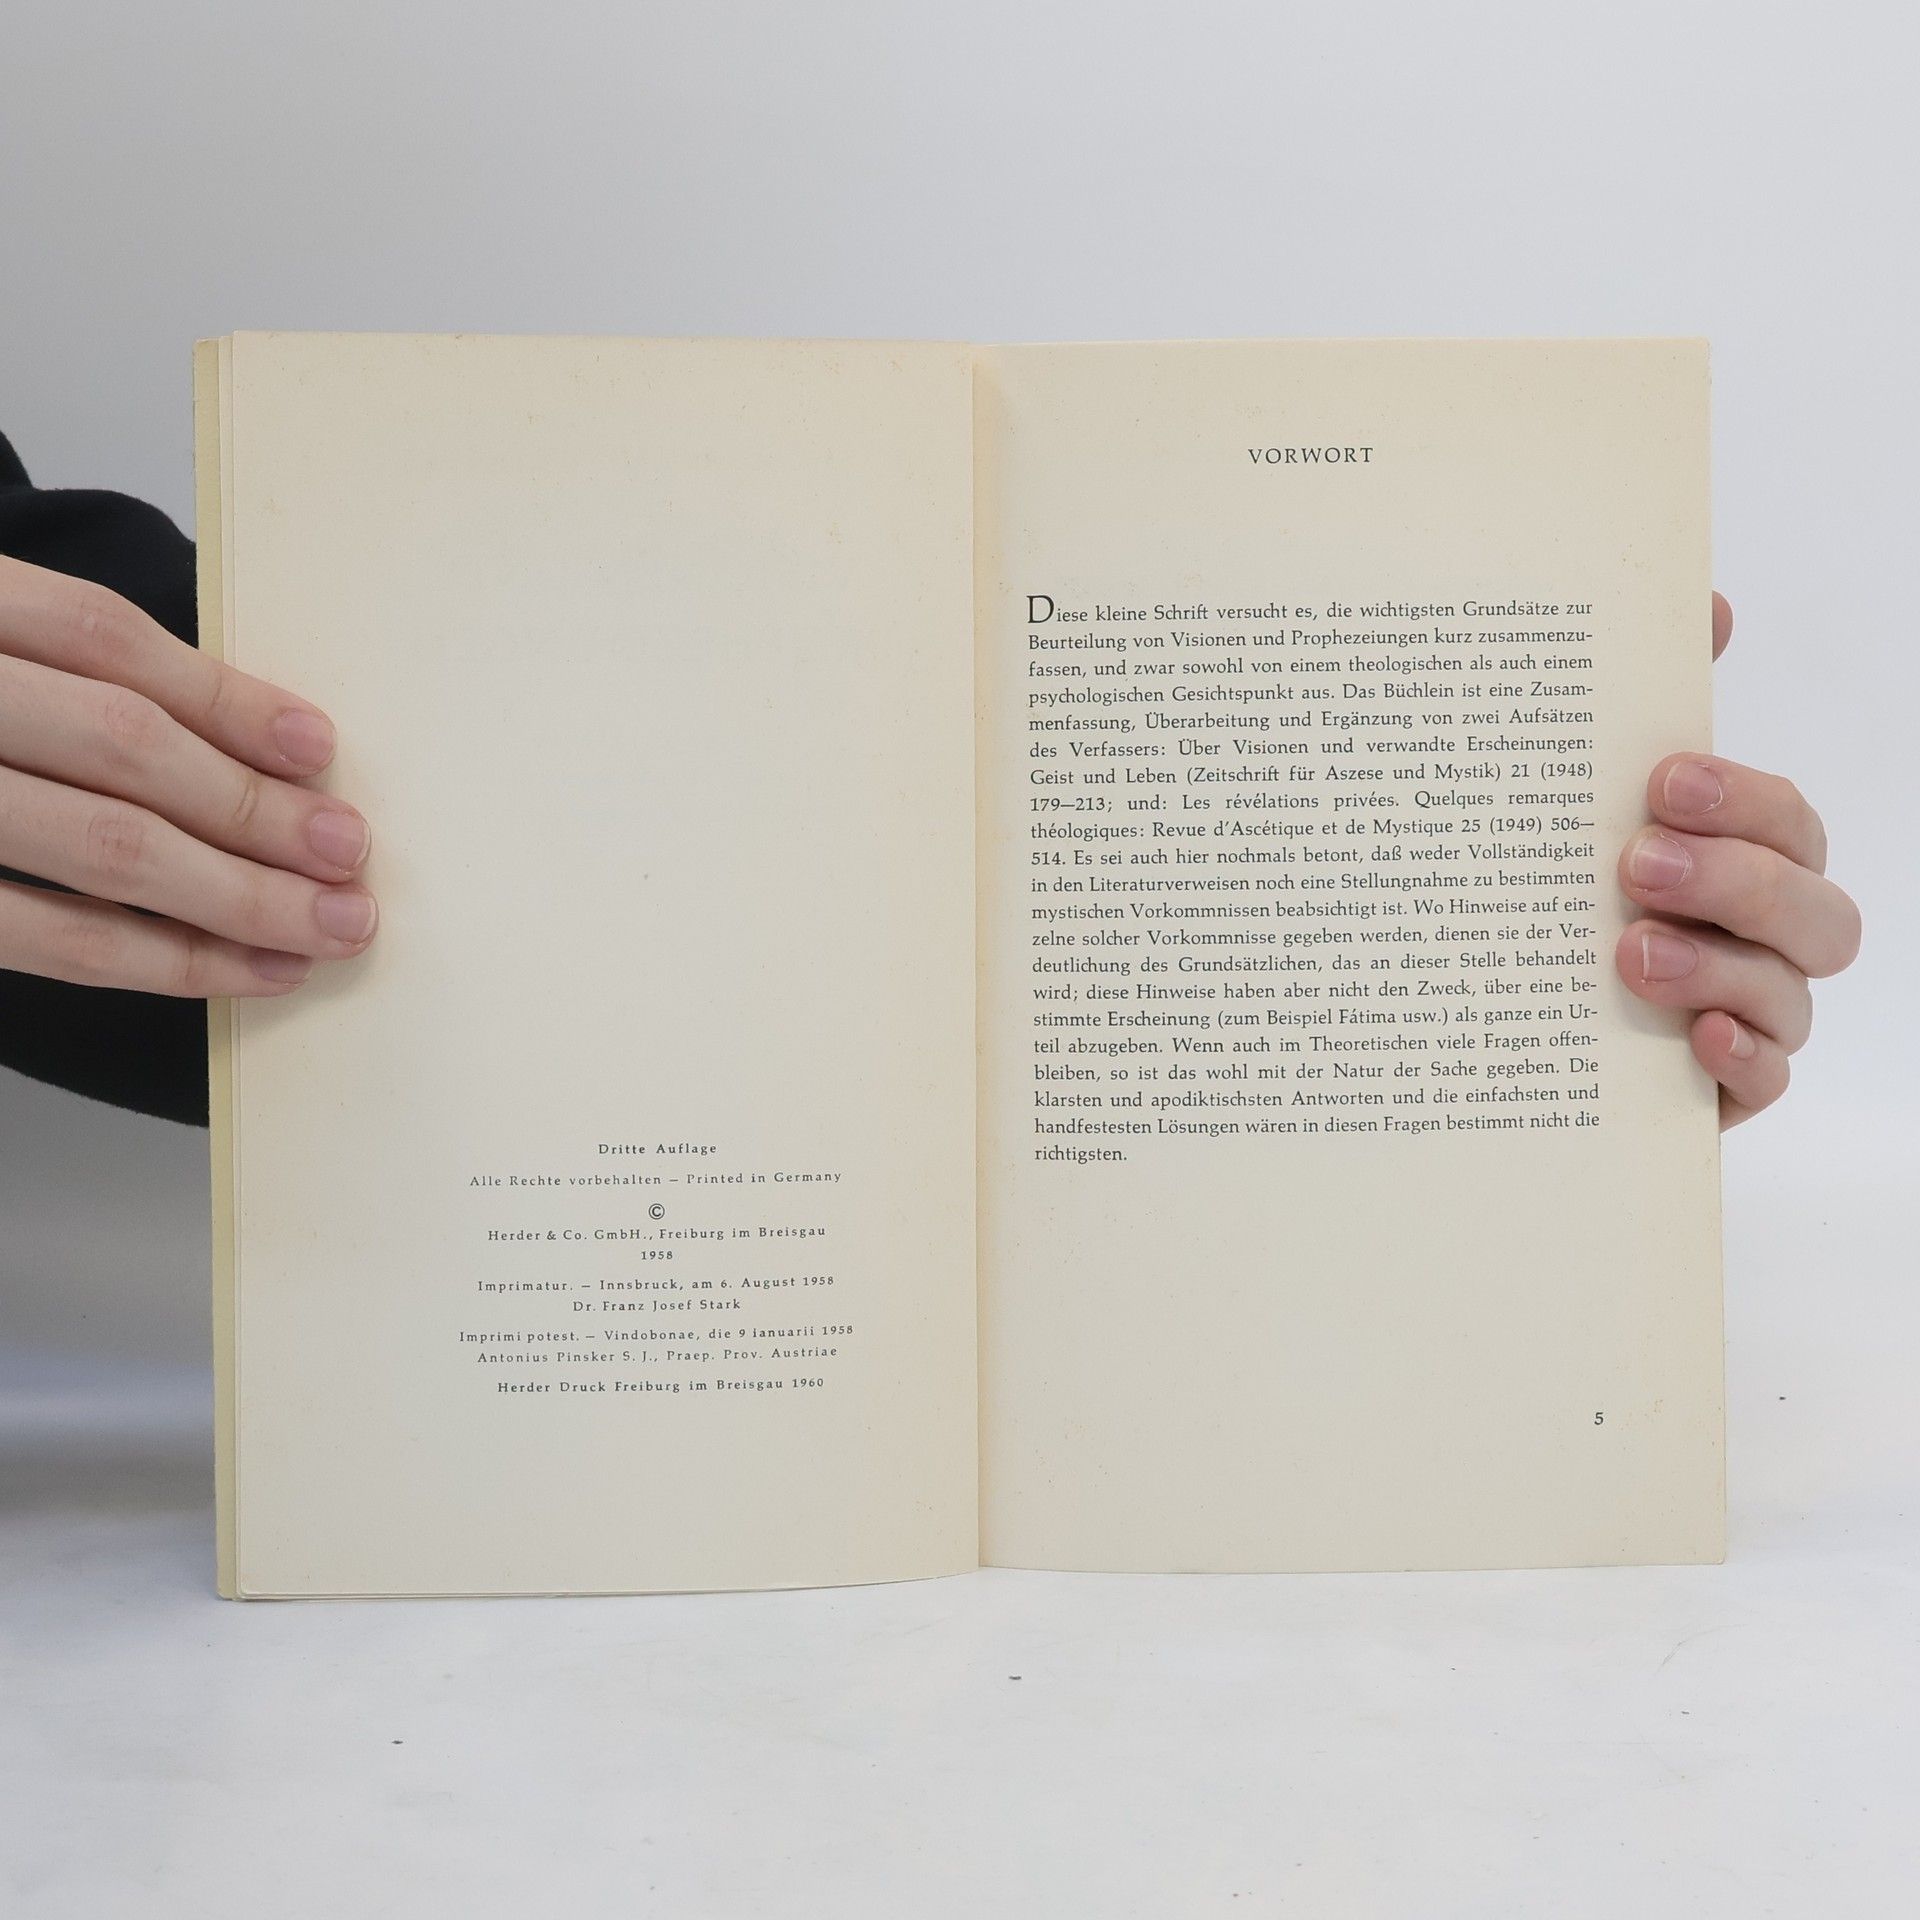 Dritte Auflage
Alle Rechte vorbehalten — Printed in Germany
©
Herder & Co. GmbH., Freiburg im Breisgau
1958
Imprimatur. — Innsbruck, am 6. August 1958
Dr. Franz Josef Stark
Imprimi potest. — Vindobonae, die 9 ianuarii 1958
Antonius Pinsker S. J., Praep. Prov. Austriae
Herder Druck Freiburg im Breisgau 1960
VORWORT
Diese kleine Schrift versucht es, die wichtigsten Grundsätze zur
Beurteilung von Visionen und Prophezeiungen kurz zusammenzu-
fassen, und zwar sowohl von einem theologischen als auch einem
psychologischen Gesichtspunkt aus. Das Büchlein ist eine Zusam-
menfassung, Überarbeitung und Ergänzung von zwei Aufsätzen
des Verfassers: Über Visionen und verwandte Erscheinungen:
Geist und Leben (Zeitschrift für Aszese und Mystik) 21 (1948)
179—213; und: Les révélations privées. Quelques remarques
théologiques: Revue d'Ascétique et de Mystique 25 (1949) 506—
514. Es sei auch hier nochmals betont, daß weder Vollständigkeit
in den Literaturverweisen noch eine Stellungnahme zu bestimmten
mystischen Vorkommnissen beabsichtigt ist. Wo Hinweise auf ein-
zelne solcher Vorkommnisse gegeben werden, dienen sie der Ver-
deutlichung des Grundsätzlichen, das an dieser Stelle behandelt
wird; diese Hinweise haben aber nicht den Zweck, über eine be-
stimmte Erscheinung (zum Beispiel Fátima usw.) als ganze ein Ur-
teil abzugeben. Wenn auch im Theoretischen viele Fragen offen-
bleiben, so ist das wohl mit der Natur der Sache gegeben. Die
klarsten und apodiktischsten Antworten und die einfachsten und
handfestesten Lösungen wären in diesen Fragen bestimmt nicht die
richtigsten.
5